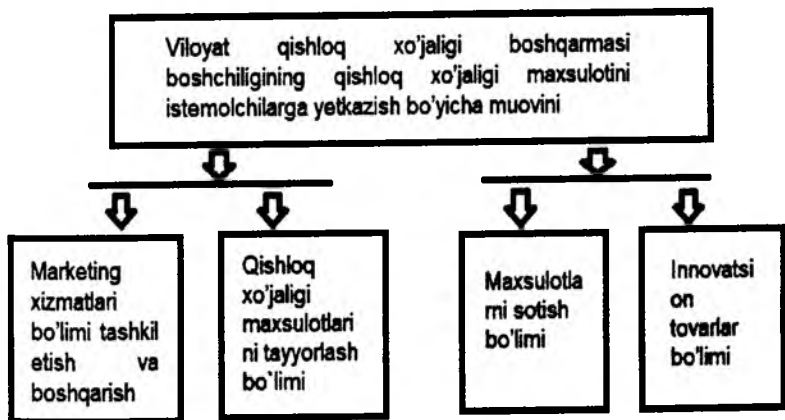 Viloyat qishloq xo'jaligi boshqarmasi
boshchiligining qishloq xo'jaligi maxsulotini
istemolchilarga yetkazish bo'yicha muovini
Marketing
xizmatlari
bo'limi tashkil
etish va
boshqarish
Qishloq
xo'jaligi
maxsulotlari
ni tayyorlash
bo`limi
Maxsulotla
rni sotish
bo'limi
Innovatsi
on
tovarlar
bo'limi